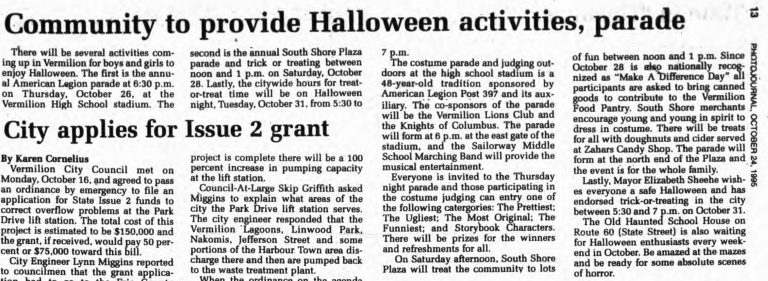 Community to provide Halloween activities, parade
There will be several activities com-
ing up in Vermilion for boys and girls to
enjoy Halloween. The first is the annu-
al American Legion parade at 6:30 p.m.
on Thursday, October 26, at the
Vermilion High School stadium. The
second is the annual South Shore Plaza
parade and trick or treating between
noon and 1 p.m. on Saturday, October
28. Lastly, the citywide hours for treat-
or-treat time will be on Halloween
night, Tuesday, October 31, from 5:30 to
7 p.m.
The costume parade and judging out-
doors at the high school stadium is a
48-year-old tradition sponsored by
American Legion Post 397 and its aux-
iliary. The co-sponsors of the parade
will be the Vermilion Lions Club and
the Knights of Columbus. The parade
will form at 6 p.m. at the east gate of the
stadium, and the Sailorway Middle
School Marching Band will provide the
musical entertainment.
Everyone is invited to the Thursday
night parade and those participating in
the costume judging can entry one of
the following catergories: The Prettiest;
The Ugliest; The Most Original; The
Funniest; and Storybook Characters.
There will be prizes for the winners
and refreshments for all.
On Saturday afternoon, South Shore
Plaza will treat the community to lots
of fun between noon and 1 p.m. Since
October 28 is also nationally recog-
nized as "Make A Difference Day" all
participants are asked to bring canned
goods to contribute to the Vermilion
Food Pantry. South Shore merchants
encourage young and young in spirit to
dress in costume. There will be treats
for all with doughnuts and cider served
at Zahars Candy Shop. The parade will
form at the north end of the Plaza and
the event is for the whole family.
Lastly, Mayor Elizabeth Sheehe wish-
es everyone a safe Halloween and has
endorsed trick-or-treating in the city
between 5:30 and 7 p.m. on October 31.
The Old Haunted School House on
Route 60 (State Street) is also waiting
for Halloween enthusiasts every week-
end in October. Be amazed at the mazes
and be ready for some absolute scenes
of horror.
City applies for Issue 2 grant
By Karen Cornelius
Vermilion City Council met on
Monday, October 16, and agreed to pass
an ordinance by emergency to file an
application for State Issue 2 funds to
correct overflow problems at the Park
Drive lift station. The total cost of this
project is estimated to be $150,000 and
the grant, if received, would pay 50 per-
cent or $75,000 toward this bill.
City Engineer Lynn Miggins reported
to councilmen that the grant applica-
project is complete there will be a 100
percent increase in pumping capacity
at the lift station.
Council-At-Large Skip Griffith asked
Miggins to explain what areas of the
city the Park Drive lift station serves.
The city engineer responded that the
Vermilion Lagoons, Linwood Park,
Nakomis, Jefferson Street and some
portions of the Harbour Town area dis-
charge there and then are pumped back
to the waste treatment plant.
When the ordinance on the agenda
13
PHOTOJOURNAL, OCTOBER 24, 1995